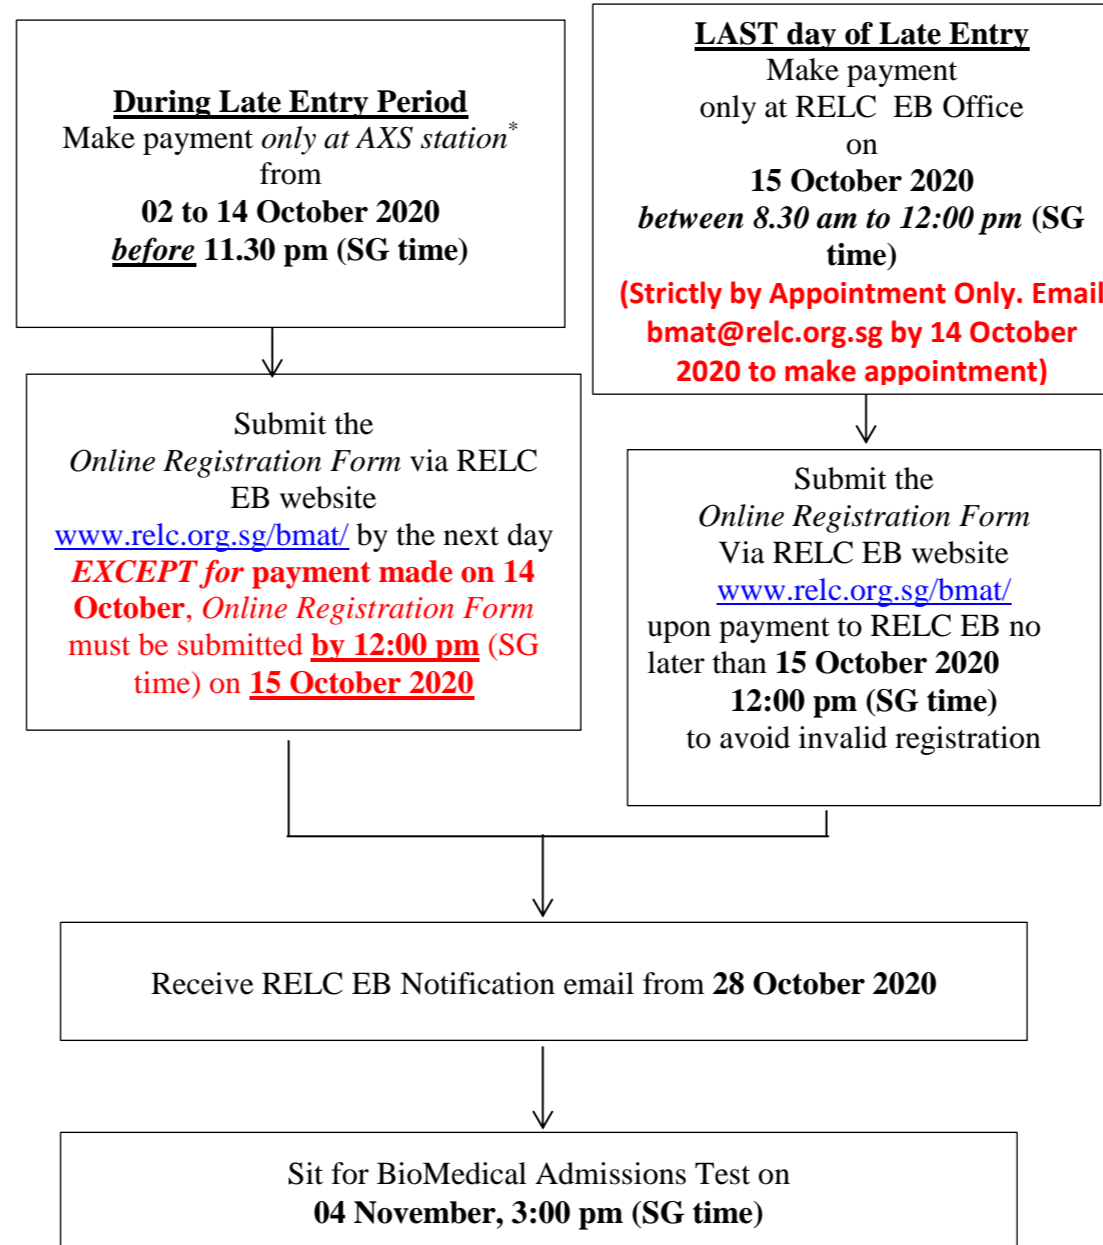 During Late Entry Period
Make payment only at AXS station*
from
02 to 14 October 2020
before 11.30 pm (SG time)
Submit the
Online Registration Form via RELC
EB website
www.relc.org.sg/bmat/ by the next day
EXCEPT for payment made on 14
October, Online Registration Form
must be submitted by 12:00 pm (SG
time) on 15 October 2020
LAST day of Late Entry
Make payment
only at RELC EB Office
on
15 October 2020
between 8.30 am to 12:00 pm (SG
time)
(Strictly by Appointment Only. Email
bmat@relc.org.sg by 14 October
2020 to make appointment)
Submit the
Online Registration Form
Via RELC EB website
www.relc.org.sg/bmat/
upon payment to RELC EB no
later than 15 October 2020
12:00 pm (SG time)
to avoid invalid registration
Receive RELC EB Notification email from 28 October 2020
Sit for BioMedical Admissions Test on
04 November, 3:00 pm (SG time)